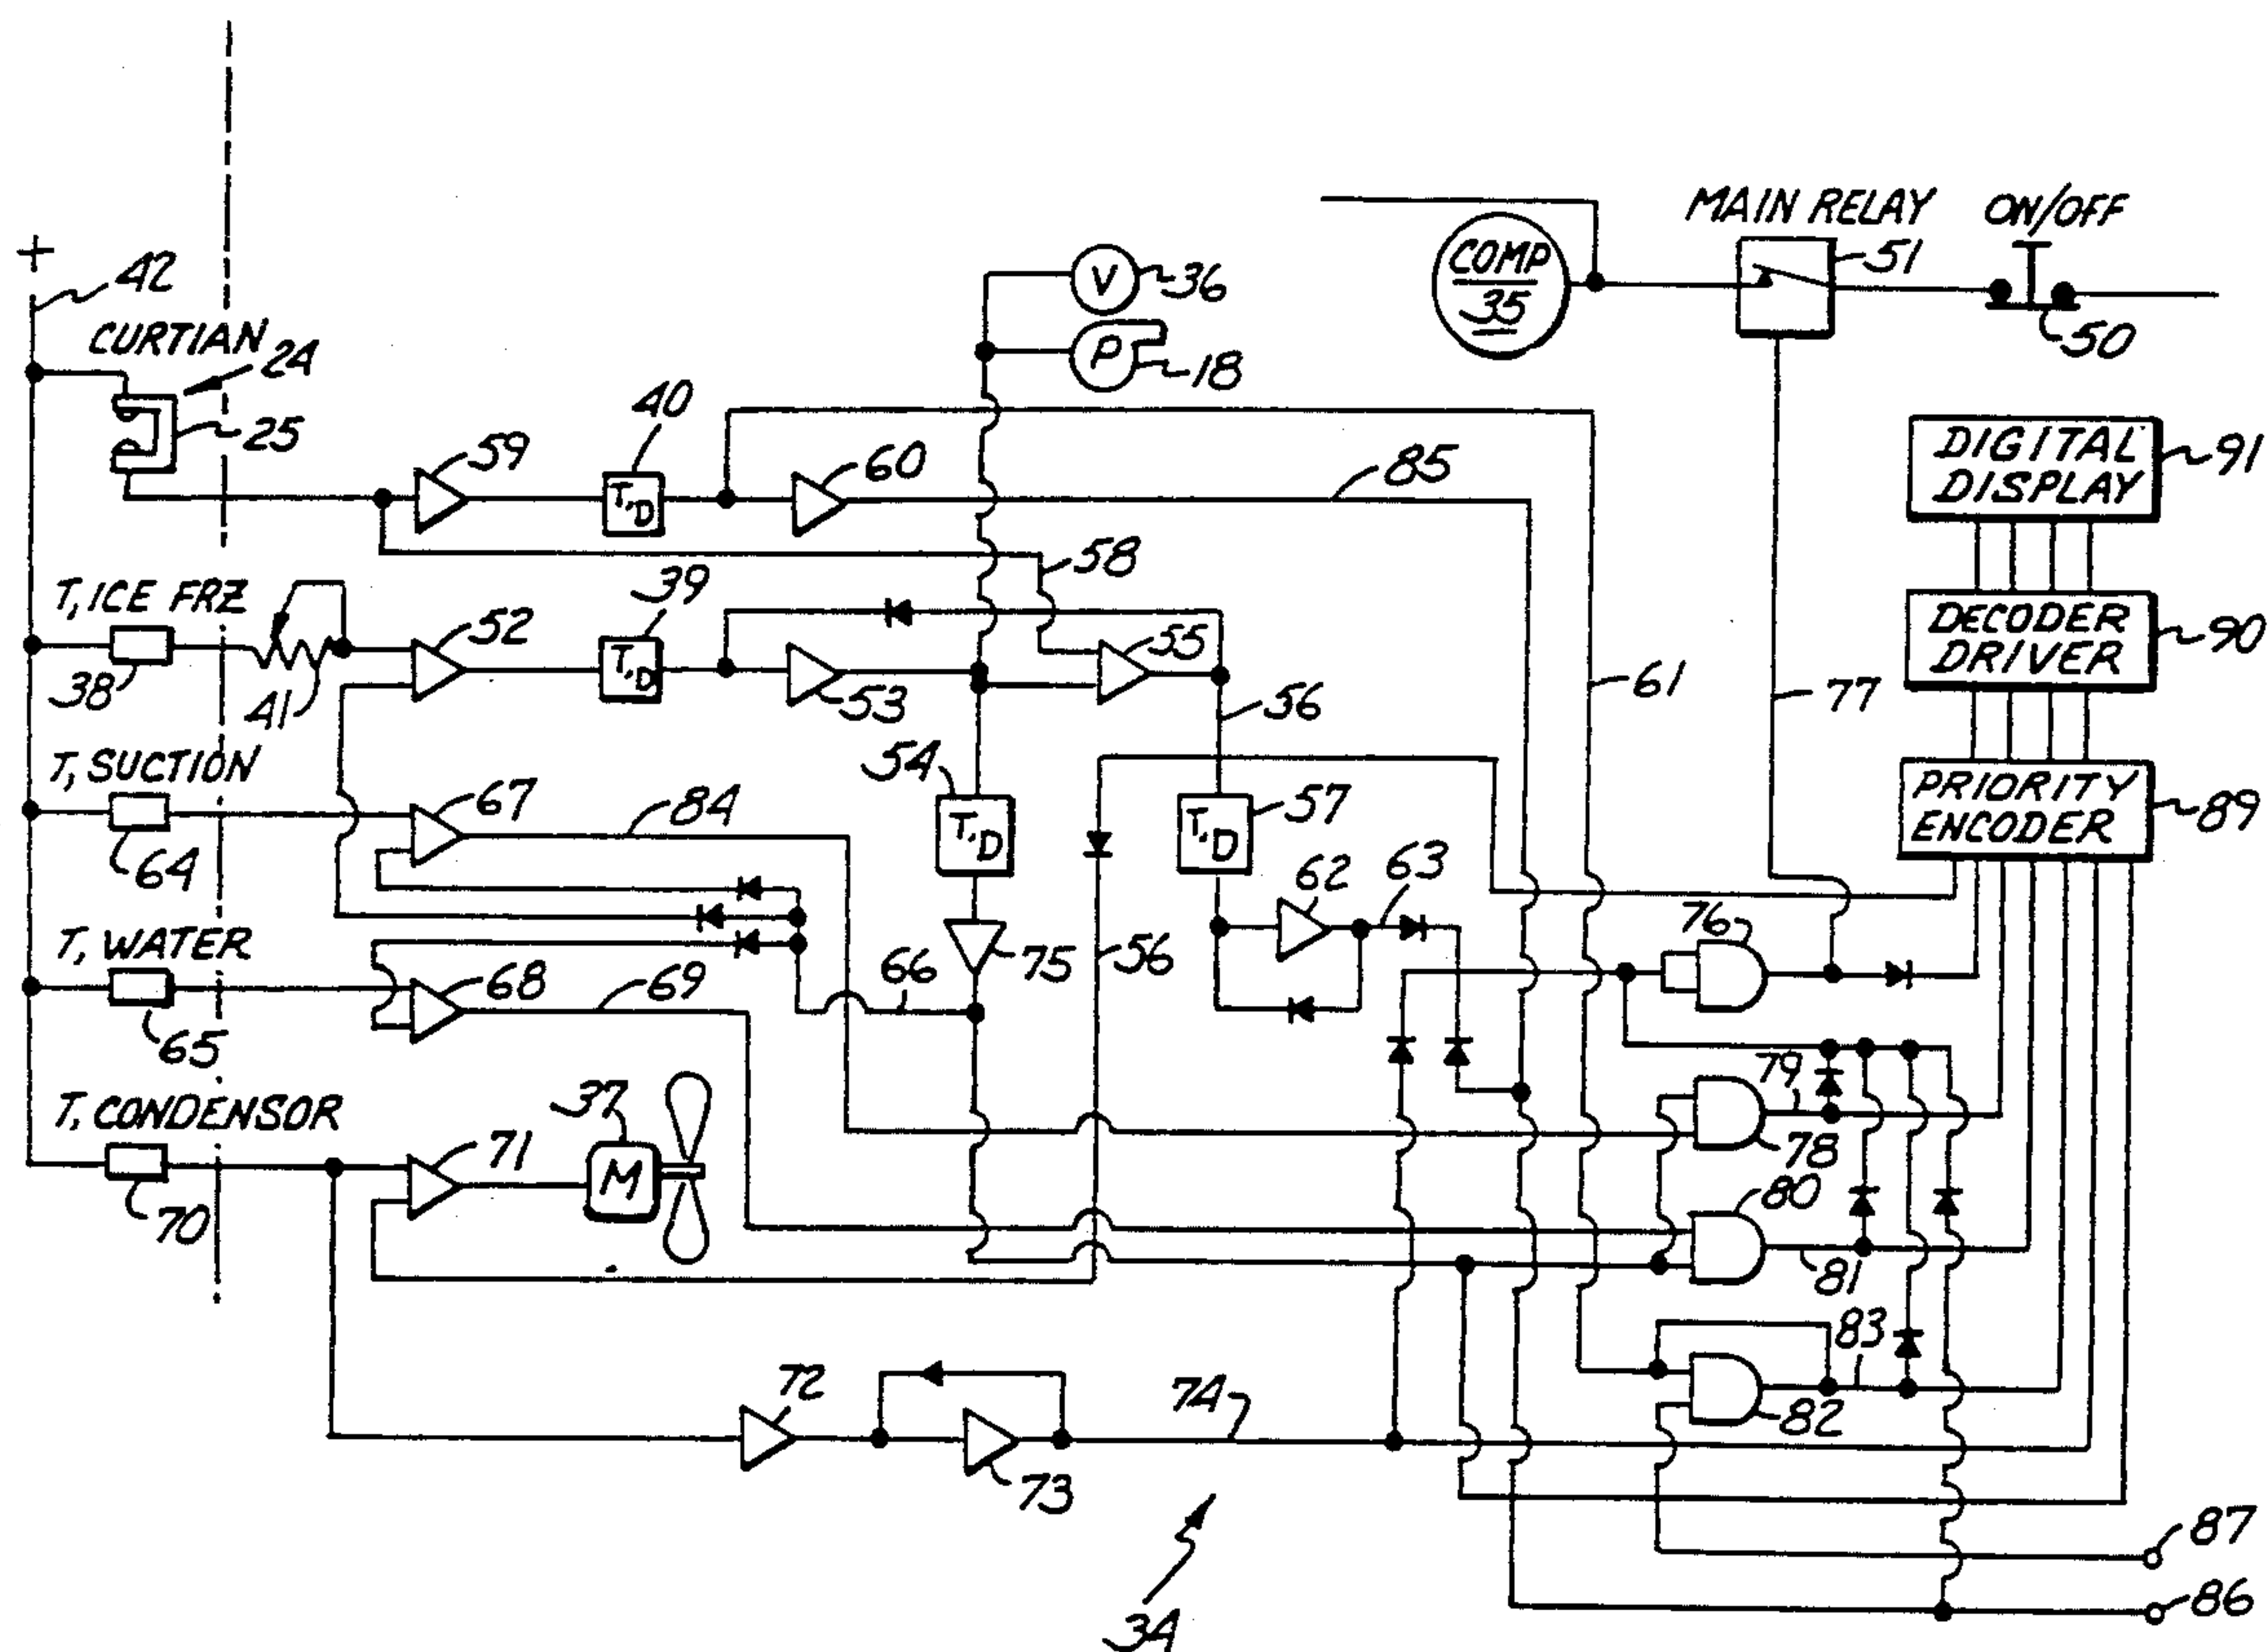 +
42
CURTIAN
24
25
V
36
P
18
COMP
35
MAIN RELAY
51
ON/OFF
50
59
40
T,D
60
85
58
DIGITAL
DISPLAY
91
T, ICE FRZ
38
41
52
39
T,D
53
55
56
61
77
DECODER
DRIVER
90
T, SUCTION
64
67
84
54
T,D
57
T,D
PRIORITY
ENCODER
89
62
63
76
T, WATER
65
68
69
66
75
56
79
78
T, CONDENSOR
70
71
37
M
80
81
83
82
72
73
74
87
86
34